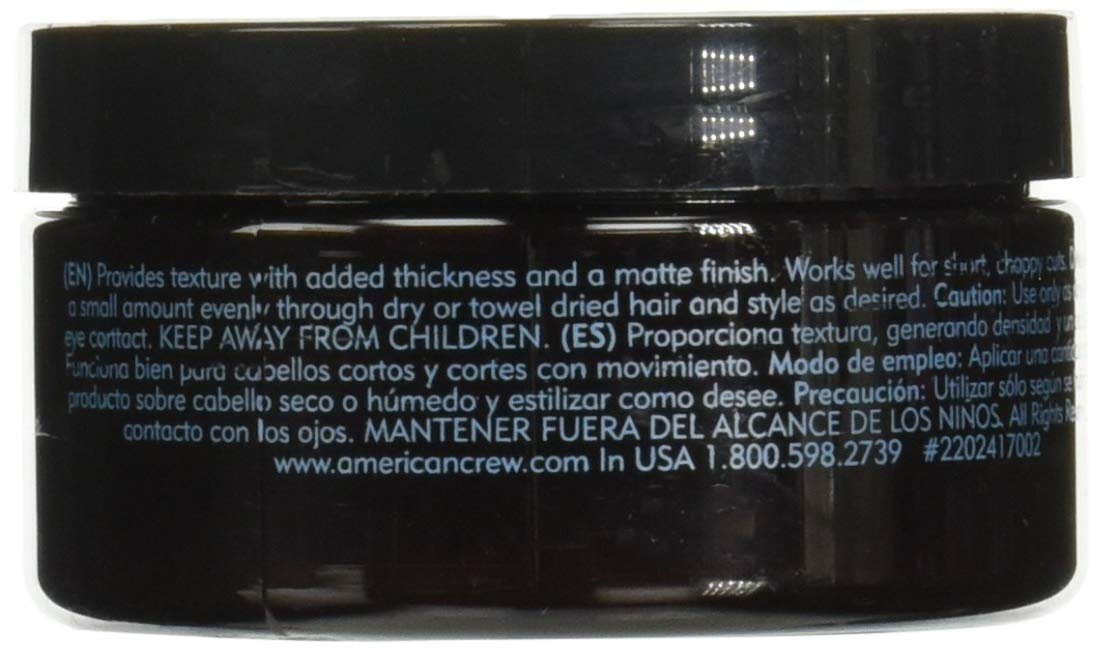 (EN) Provides texture with added thickness and a matte finish. Works well for short, choppy cuts.
a small amount evenly through dry or towel dried hair and style as desired. Caution: Use only as
eye contact. KEEP AWAY FROM CHILDREN. (ES) Proporciona textura, generando densidad y un
Funciona bien para cabellos cortos y cortes con movimiento. Modo de empleo: Aplicar una
producto sobre cabello seco o húmedo y estilizar como desee. Precaución: Utilizar sólo según se
contacto con los ojos. MANTENER FUERA DEL ALCANCE DE LOS NINOS. All Rights
www.americancrew.com In USA 1.800.598.2739 #2202417002